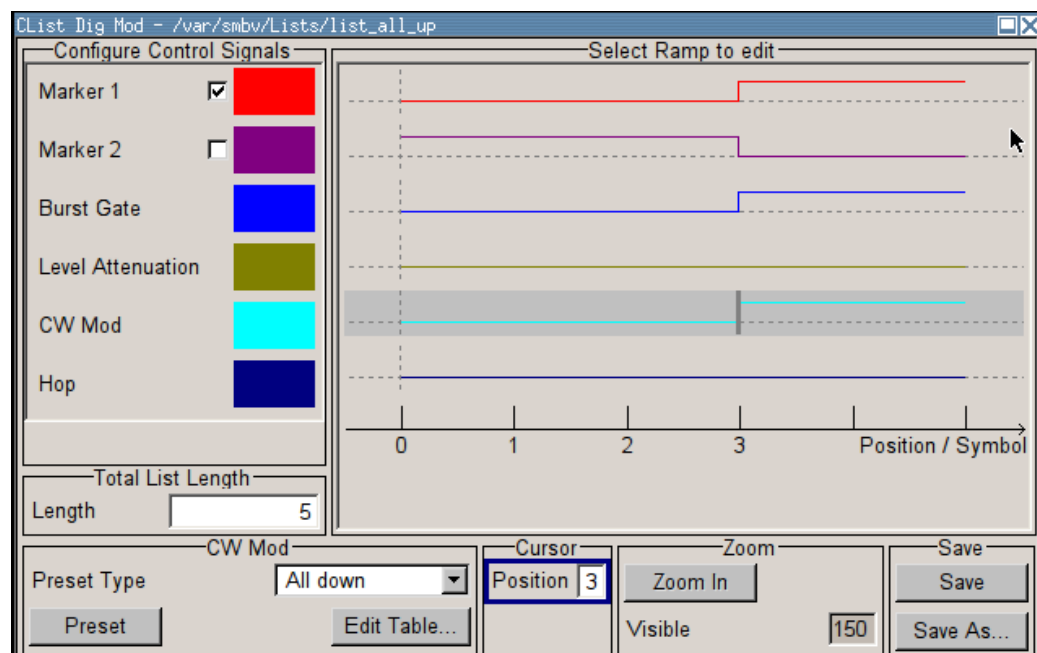 CList Dig Mod - /var/smbv/Lists/list_all_up
Configure Control Signals
Marker 1
Marker 2
Burst Gate
Level Attenuation
CW Mod
Hop
Select Ramp to edit
0 1 2 3 Position / Symbol
Total List Length
Length 5
CW Mod
Preset Type All down
Preset Edit Table...
Cursor
Position 3
Zoom
Zoom In
Visible 150
Save
Save
Save As...